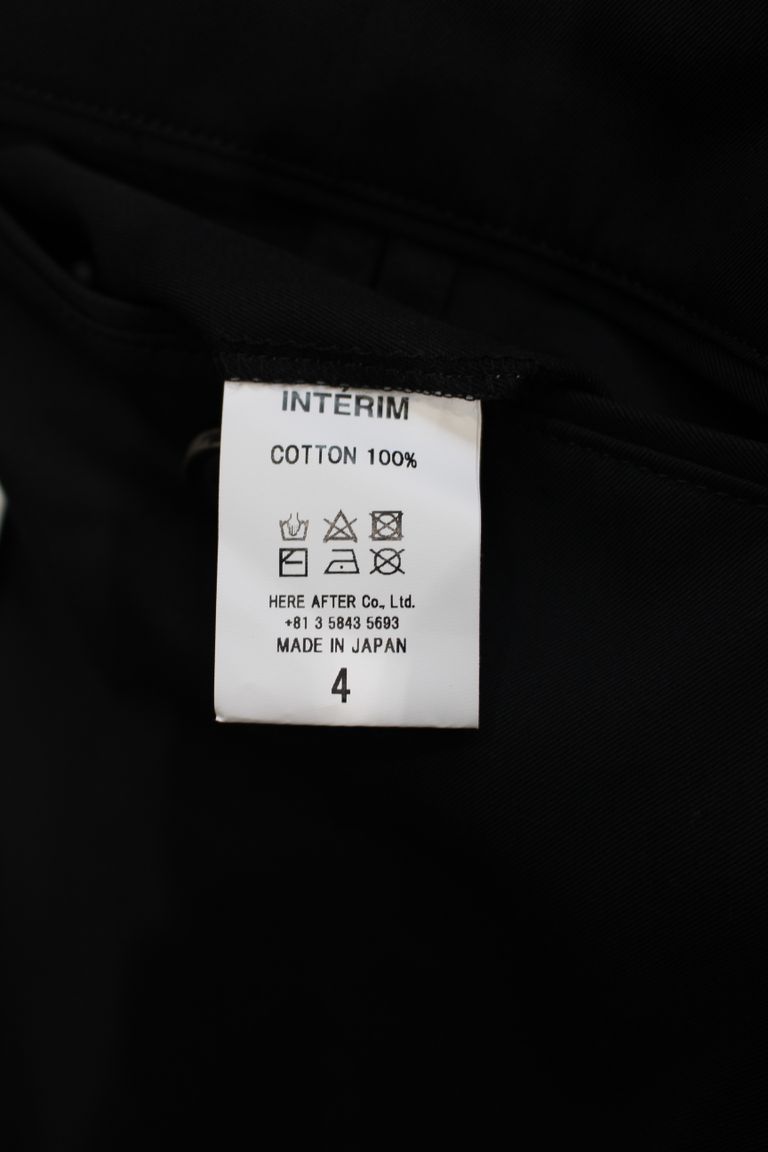 INTÉRIM
COTTON 100%
HERE AFTER Co., Ltd.
+81 3 5843 5693
MADE IN JAPAN
4